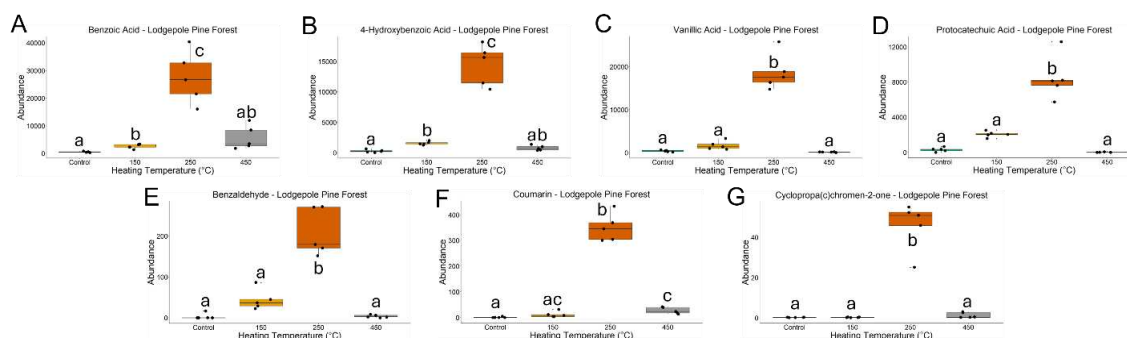 A
Benzoic Acid - Lodgepole Pine Forest
Abundance
40000
30000
20000
10000
0
a
b
c
ab
Control
150
250
450
Heating Temperature (°C)
B
4-Hydroxybenzoic Acid - Lodgepole Pine Forest
Abundance
15000
10000
5000
0
a
b
c
ab
Control
150
250
450
Heating Temperature (°C)
C
Vanillic Acid - Lodgepole Pine Forest
Abundance
20000
10000
0
a
a
b
a
Control
150
250
450
Heating Temperature (°C)
D
Protocatechuic Acid - Lodgepole Pine Forest
Abundance
12000
8000
4000
0
a
a
b
a
Control
150
250
450
Heating Temperature (°C)
E
Benzaldehyde - Lodgepole Pine Forest
Abundance
200
100
0
a
a
b
a
Control
150
250
450
Heating Temperature (°C)
F
Coumarin - Lodgepole Pine Forest
Abundance
400
300
200
100
0
a
ac
b
c
Control
150
250
450
Heating Temperature (°C)
G
Cyclopropa(c)chromen-2-one - Lodgepole Pine Forest
Abundance
40
20
0
a
a
b
a
Control
150
250
450
Heating Temperature (°C)